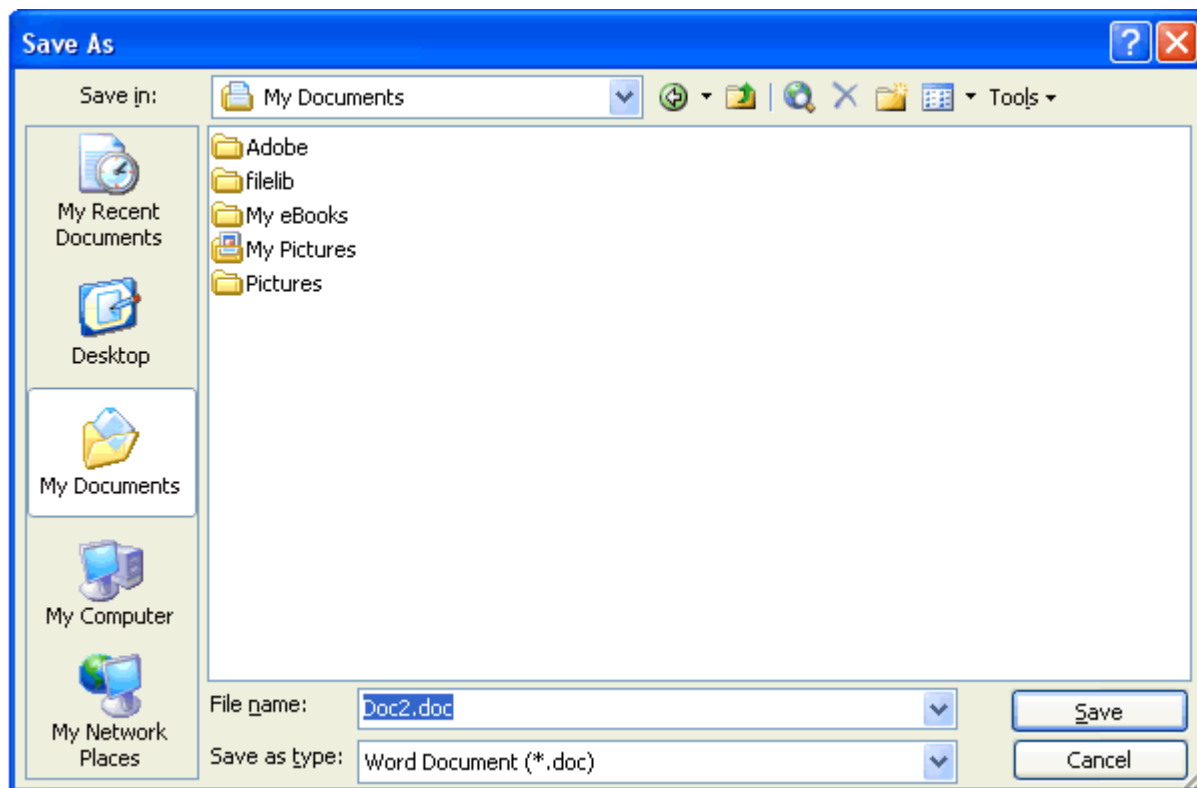 Save As
Save in:
My Documents
Tools
My Recent
Documents
Desktop
My Documents
My Computer
My Network
Places
Adobe
filelib
My eBooks
My Pictures
Pictures
File name:
Doc2.doc
Save
Save as type:
Word Document (*.doc)
Cancel